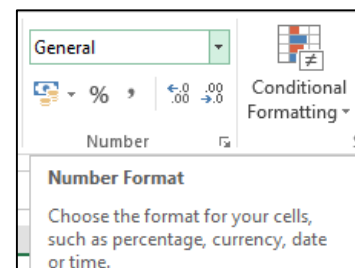 General
% , .0 .00 .00 .0
Conditional
Formatting
Number
Number Format
Choose the format for your cells,
such as percentage, currency, date
or time.